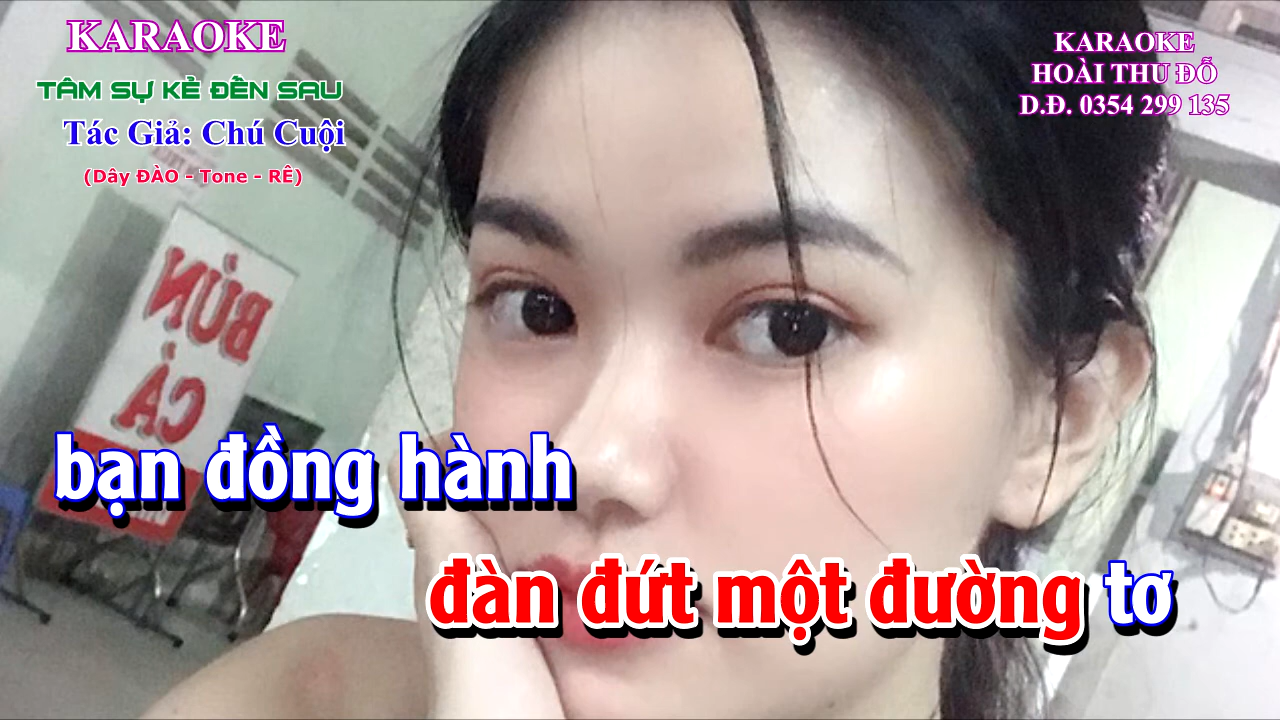 KARAOKE
TÂM SỰ KẺ ĐẾN SAU
Tác Giả: Chú Cuội
(Dây ĐÀO - Tone - RÊ)
KARAOKE
HOÀI THU ĐỖ
D.Đ. 0354 299 135
BÚN
CÁ
bạn đồng hành
đàn đứt một đường tơ